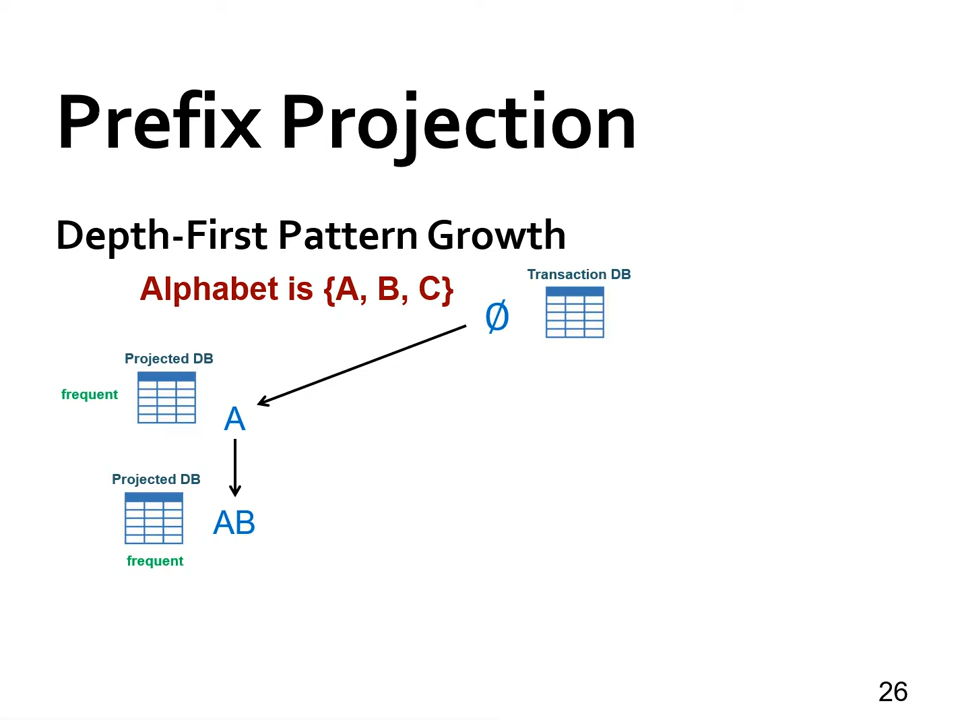 Prefix Projection
Depth-First Pattern Growth
Transaction DB
Alphabet is {A, B, C}
Ø
Projected DB
frequent
A
Projected DB
AB
frequent
26